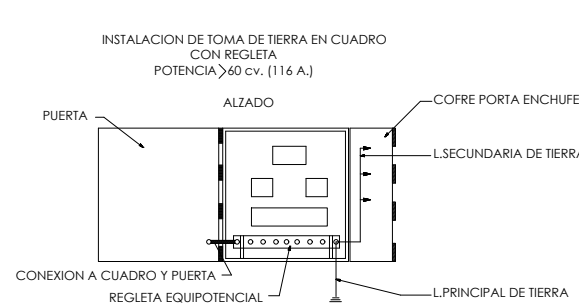 INSTALACION DE TOMA DE TIERRA EN CUADRO
CON REGLETA
POTENCIA>60 cv. (116 A.)
ALZADO
PUERTA
COFRE PORTA ENCHUFE
L.SECUNDARIA DE TIERRA
CONEXION A CUADRO Y PUERTA
REGLETA EQUIPOTENCIAL
L.PRINCIPAL DE TIERRA